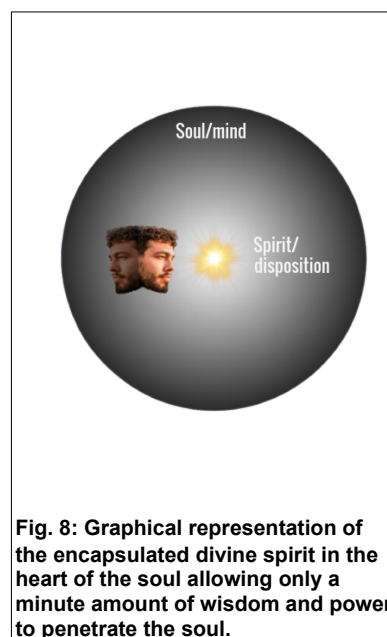 Soul/mind
Spirit/
disposition
Fig. 8: Graphical representation of
the encapsulated divine spirit in the
heart of the soul allowing only a
minute amount of wisdom and power
to penetrate the soul.